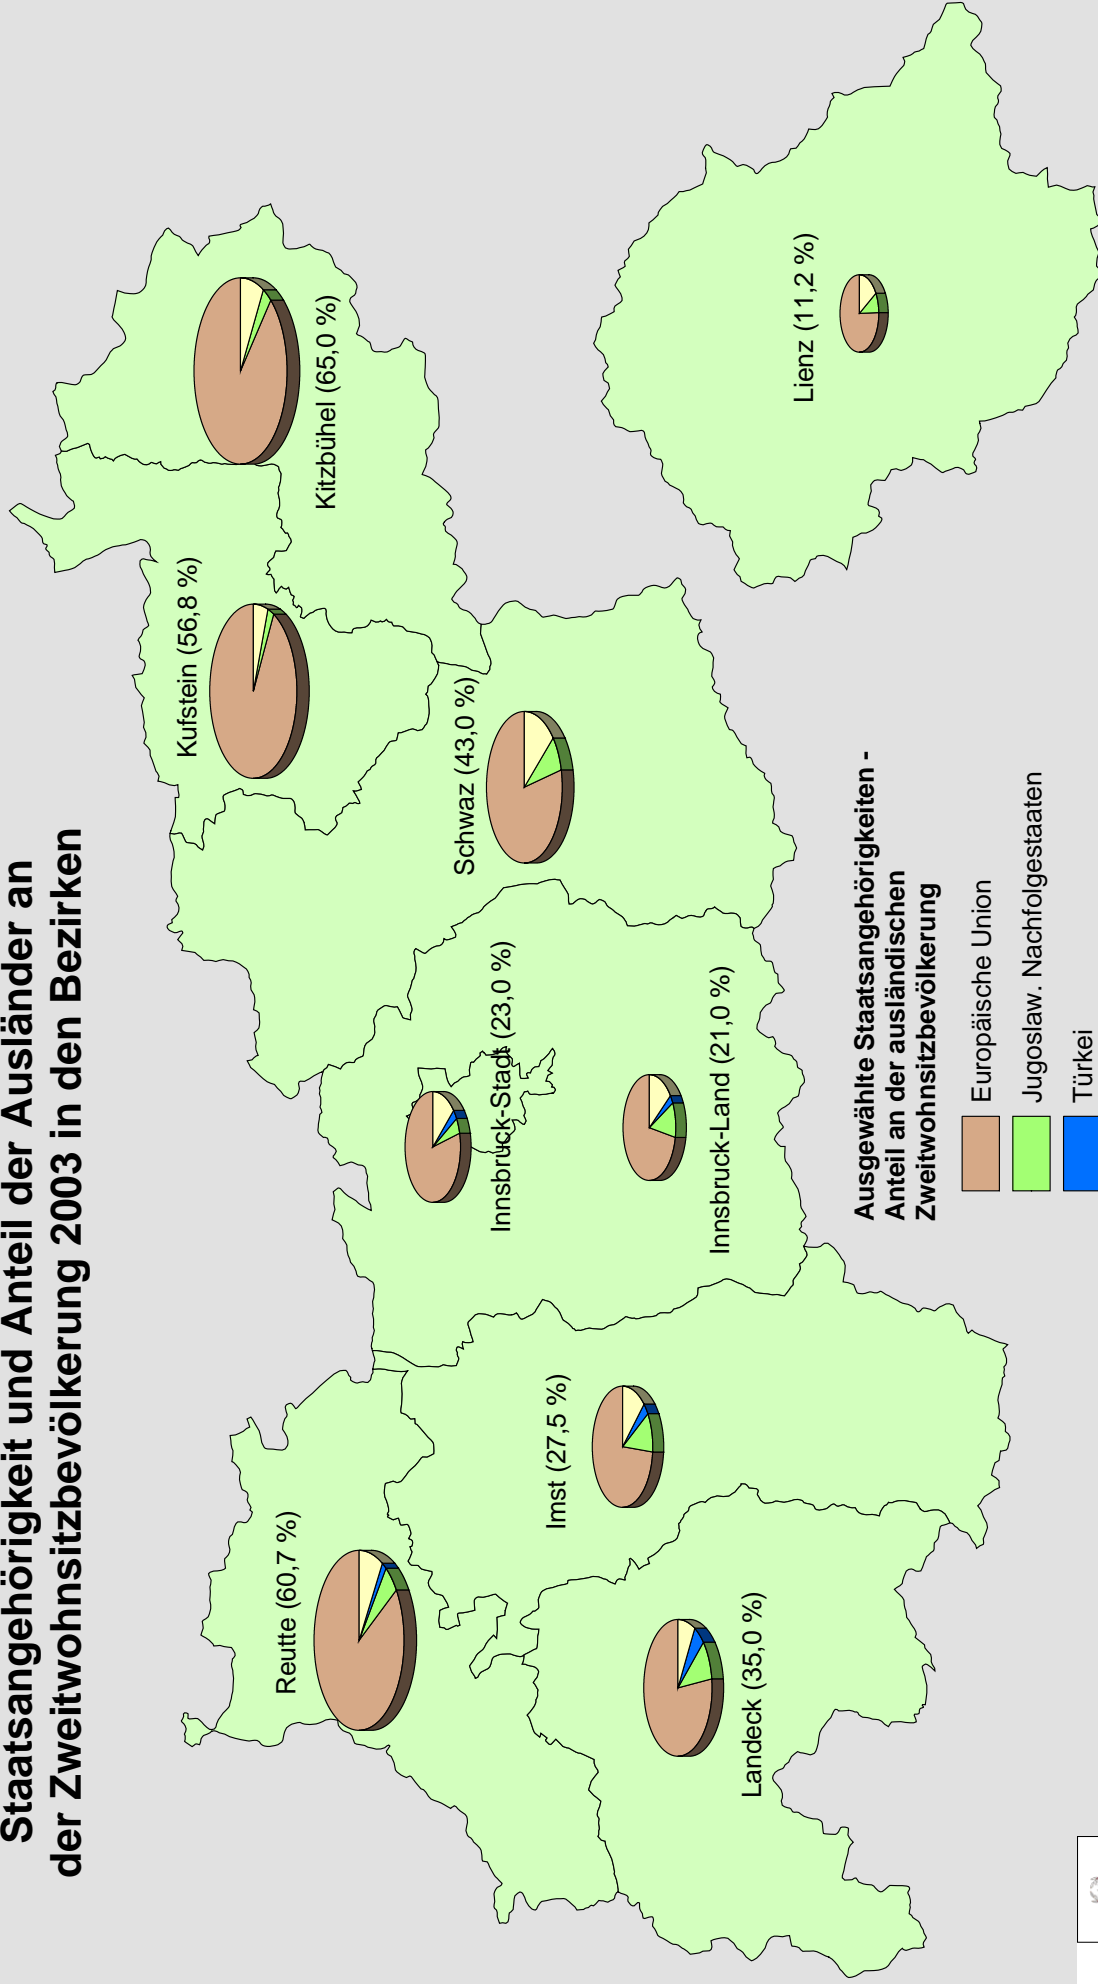 Staatsangehörigkeit und Anteil der Ausländer an
der Zweitwohnsitzbevölkerung 2003 in den Bezirken
Kitzbühel (65,0 %)
Kufstein (56,8 %)
Schwaz (43,0 %)
Lienz (11,2 %)
Innsbruck-Stadt (23,0 %)
Innsbruck-Land (21,0 %)
Reutte (60,7 %)
Imst (27,5 %)
Landeck (35,0 %)
Ausgewählte Staatsangehörigkeiten -
Anteil an der ausländischen
Zweitwohnsitzbevölkerung
Europäische Union
Jugoslaw. Nachfolgestaaten
Türkei